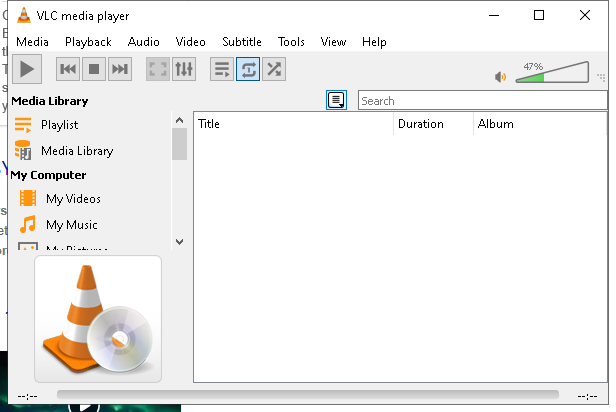 VLC media player
Media Playback Audio Video Subtitle Tools View Help
47%
Media Library
Search
Playlist
Title Duration Album
Media Library
My Computer
My Videos
My Music
My Pictures
--:-- --:--